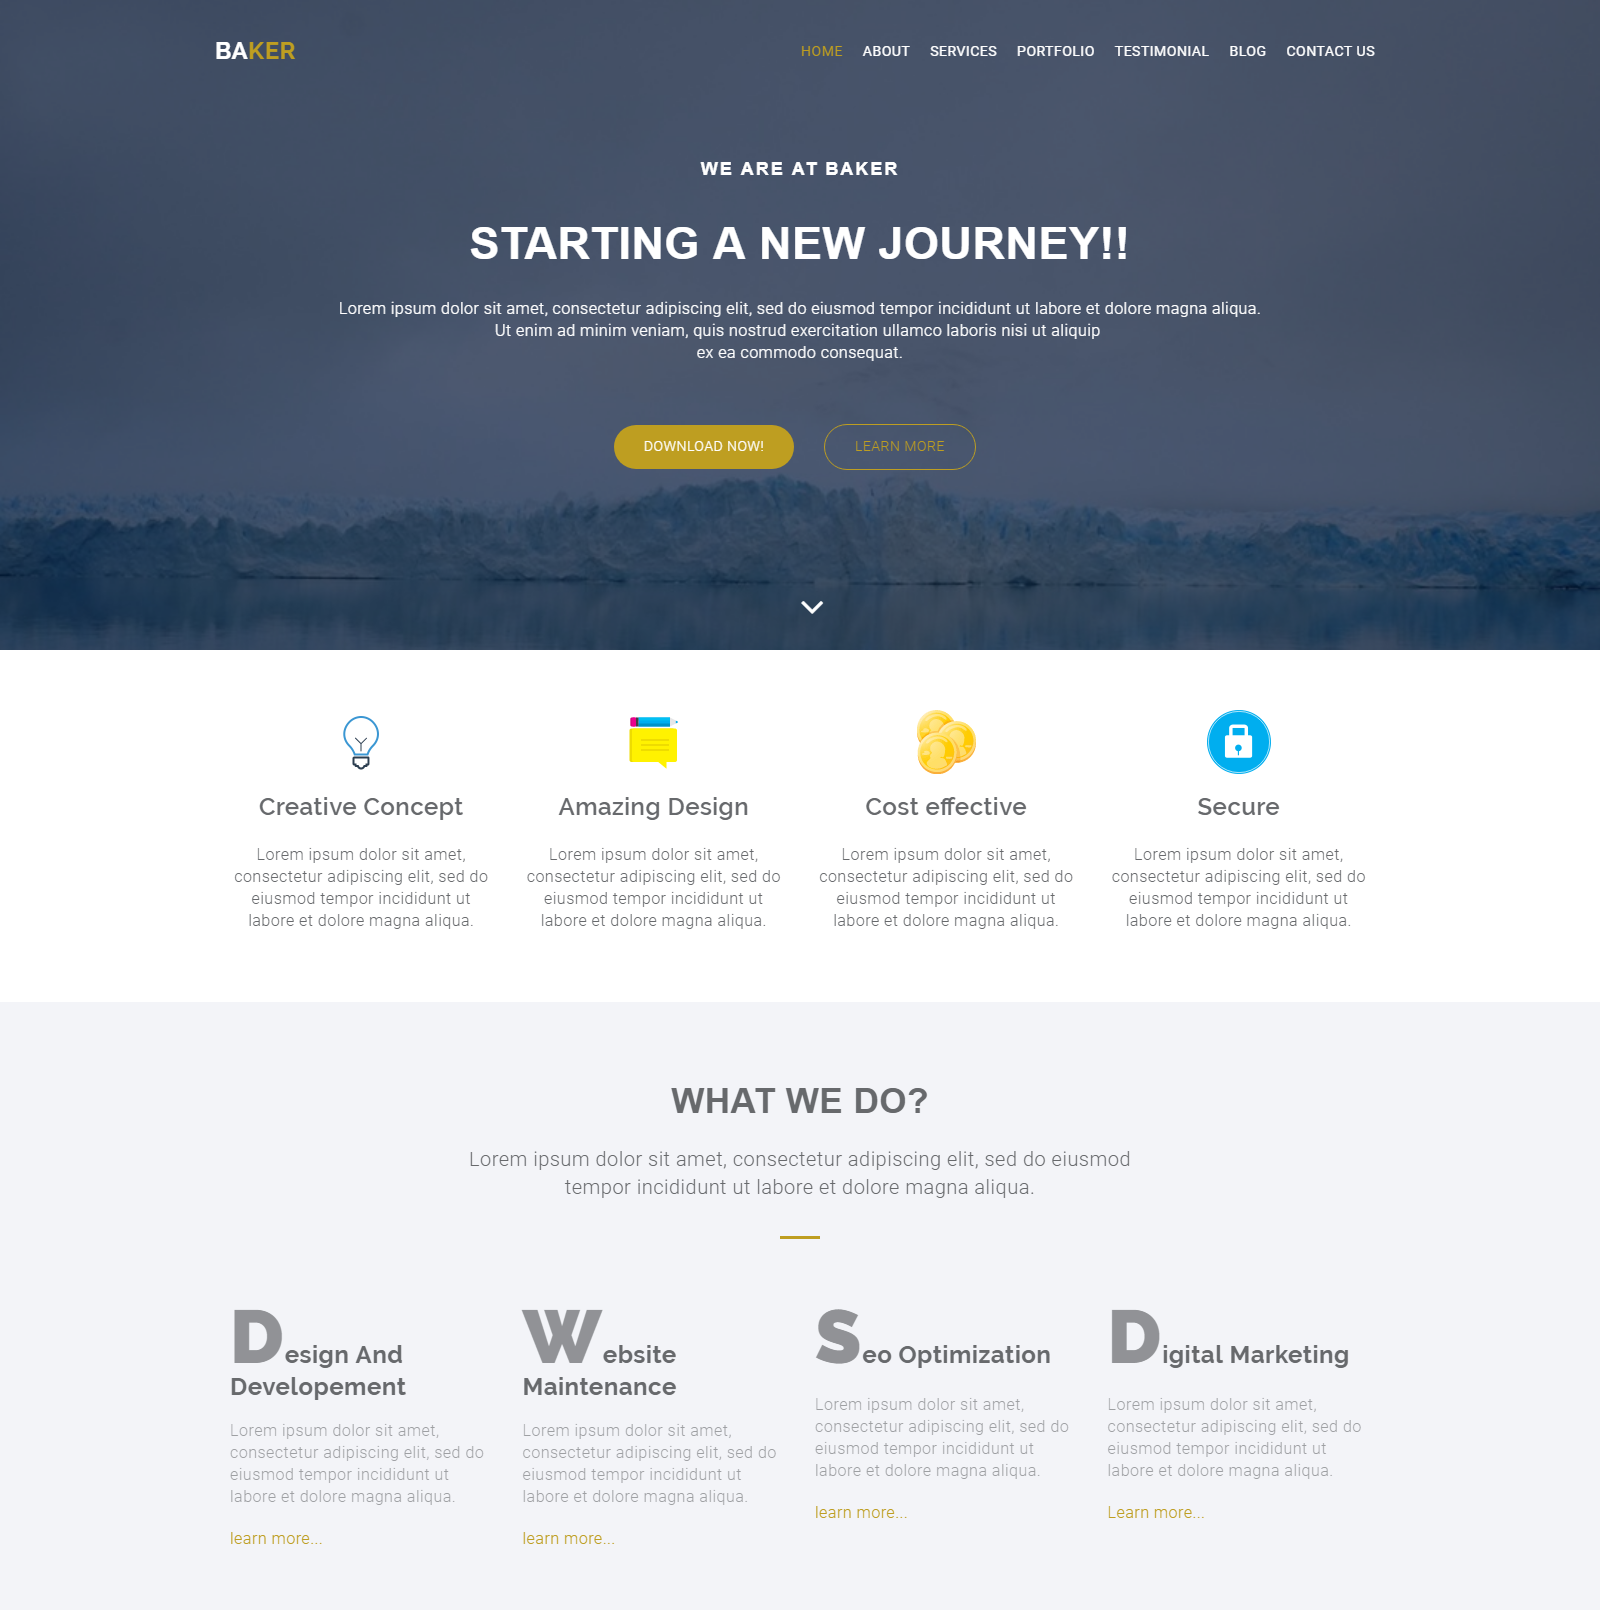 BAKER
HOME ABOUT SERVICES PORTFOLIO TESTIMONIAL BLOG CONTACT US
WE ARE AT BAKER
STARTING A NEW JOURNEY!!
Lorem ipsum dolor sit amet, consectetur adipiscing elit, sed do eiusmod tempor incididunt ut labore et dolore magna aliqua.
Ut enim ad minim veniam, quis nostrud exercitation ullamco laboris nisi ut aliquip
ex ea commodo consequat.
DOWNLOAD NOW! LEARN MORE
Creative Concept
Lorem ipsum dolor sit amet,
consectetur adipiscing elit, sed do
eiusmod tempor incididunt ut
labore et dolore magna aliqua.
Amazing Design
Lorem ipsum dolor sit amet,
consectetur adipiscing elit, sed do
eiusmod tempor incididunt ut
labore et dolore magna aliqua.
Cost effective
Lorem ipsum dolor sit amet,
consectetur adipiscing elit, sed do
eiusmod tempor incididunt ut
labore et dolore magna aliqua.
Secure
Lorem ipsum dolor sit amet,
consectetur adipiscing elit, sed do
eiusmod tempor incididunt ut
labore et dolore magna aliqua.
WHAT WE DO?
Lorem ipsum dolor sit amet, consectetur adipiscing elit, sed do eiusmod
tempor incididunt ut labore et dolore magna aliqua.
Design And
Developement
Lorem ipsum dolor sit amet,
consectetur adipiscing elit, sed do
eiusmod tempor incididunt ut
labore et dolore magna aliqua.
learn more...
Website
Maintenance
Lorem ipsum dolor sit amet,
consectetur adipiscing elit, sed do
eiusmod tempor incididunt ut
labore et dolore magna aliqua.
learn more...
Seo Optimization
Lorem ipsum dolor sit amet,
consectetur adipiscing elit, sed do
eiusmod tempor incididunt ut
labore et dolore magna aliqua.
learn more...
Digital Marketing
Lorem ipsum dolor sit amet,
consectetur adipiscing elit, sed do
eiusmod tempor incididunt ut
labore et dolore magna aliqua.
Learn more...